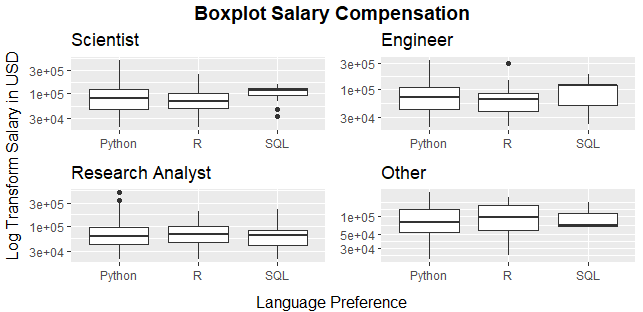 Boxplot Salary Compensation
Log Transform Salary in USD
Scientist
3e+05
1e+05
3e+04
Python R SQL
Engineer
3e+05
1e+05
3e+04
Python R SQL
Research Analyst
3e+05
1e+05
3e+04
Python R SQL
Other
1e+05
5e+04
3e+04
Python R SQL
Language Preference